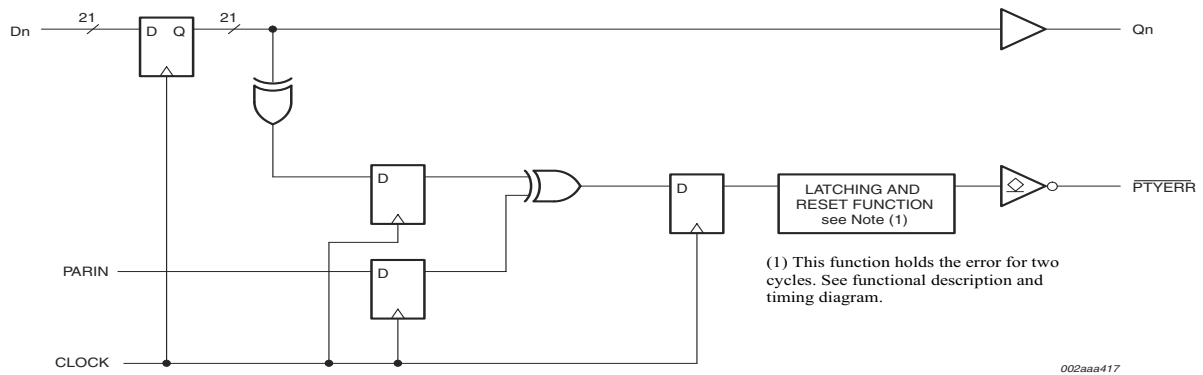 21
21
Dn
D Q
Qn
D
D
LATCHING AND
RESET FUNCTION
see Note (1)
PTYERR
PARIN
D
(1) This function holds the error for two
cycles. See functional description and
timing diagram.
CLOCK
002aaa417